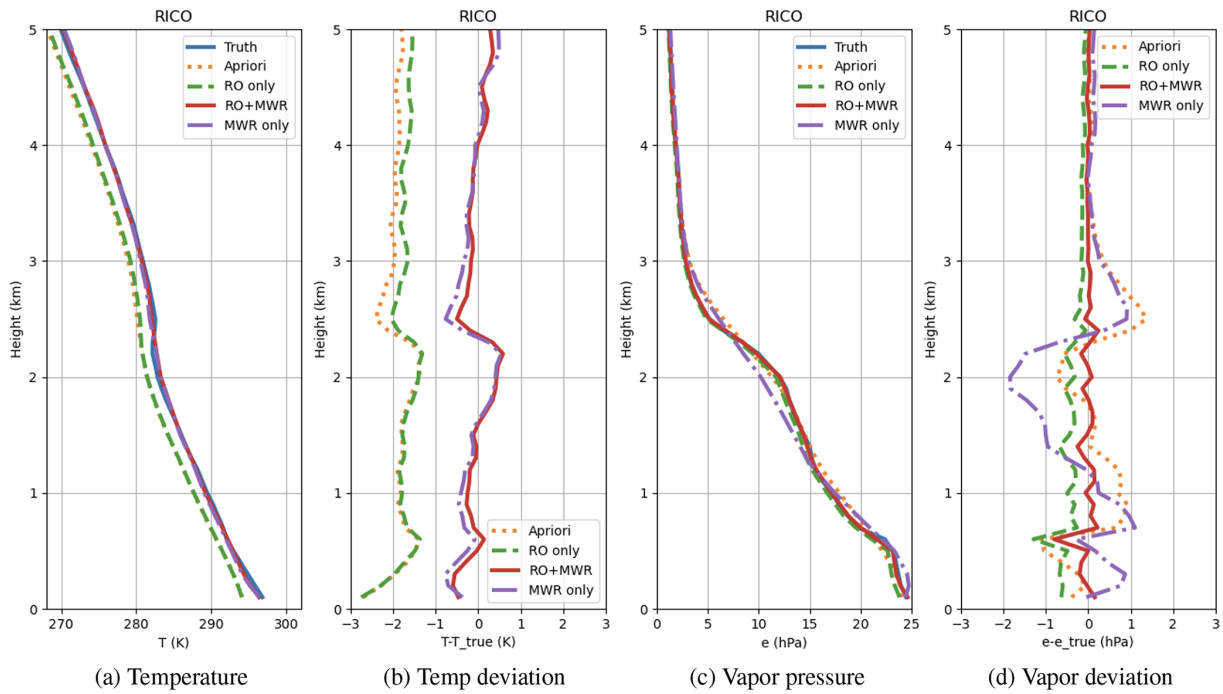 RICO
5
4
3
2
1
0
Height (km)
Truth
Apriori
RO only
RO+MWR
MWR only
270
280
290
300
T (K)
(a) Temperature
RICO
5
4
3
2
1
0
Height (km)
Apriori
RO only
RO+MWR
MWR only
−3
−2
−1
0
1
2
3
T-T_true (K)
(b) Temp deviation
RICO
5
4
3
2
1
0
Height (km)
Truth
Apriori
RO only
RO+MWR
MWR only
0
5
10
15
20
25
e (hPa)
(c) Vapor pressure
RICO
5
4
3
2
1
0
Height (km)
Apriori
RO only
RO+MWR
MWR only
−3
−2
−1
0
1
2
3
e-e_true (hPa)
(d) Vapor deviation